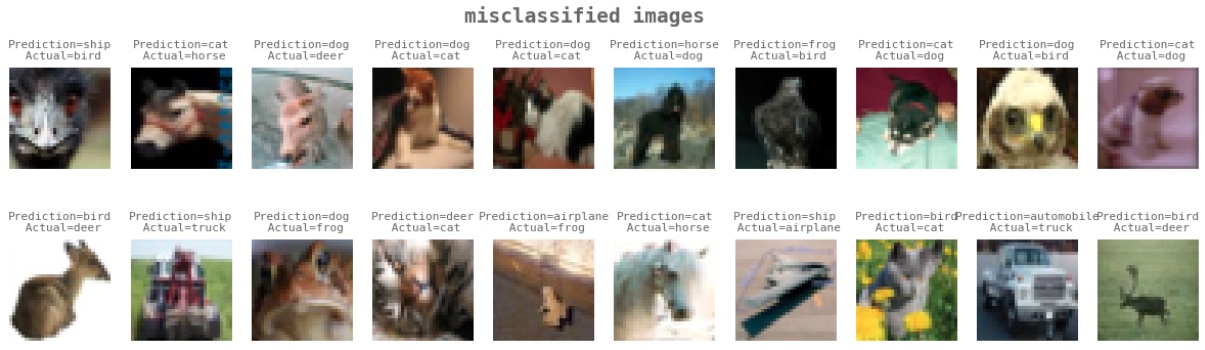 misclassified images
Prediction=ship
Actual=bird
Prediction=cat
Actual=horse
Prediction=dog
Actual=deer
Prediction=dog
Actual=cat
Prediction=dog
Actual=cat
Prediction=horse
Actual=dog
Prediction=frog
Actual=bird
Prediction=cat
Actual=dog
Prediction=dog
Actual=bird
Prediction=cat
Actual=dog
Prediction=bird
Actual=deer
Prediction=ship
Actual=truck
Prediction=dog
Actual=frog
Prediction=deer
Actual=cat
Prediction=airplane
Actual=frog
Prediction=cat
Actual=horse
Prediction=ship
Actual=airplane
Prediction=bird
Actual=cat
Prediction=automobile
Actual=truck
Prediction=bird
Actual=deer